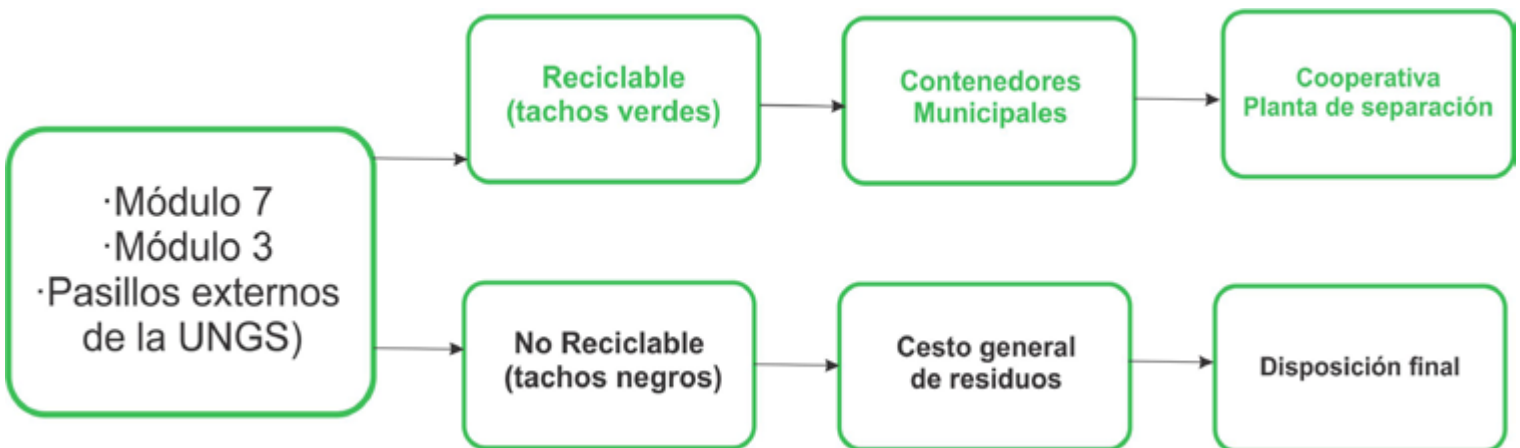 ·Módulo 7
·Módulo 3
·Pasillos externos
de la UNGS)
Reciclable
(tachos verdes)
Contenedores
Municipales
Cooperativa
Planta de separación
No Reciclable
(tachos negros)
Cesto general
de residuos
Disposición final